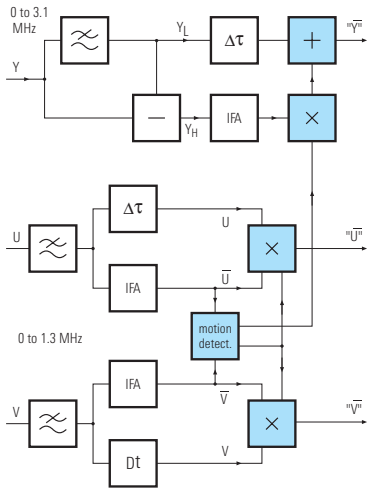 0 to 3.1
MHz
Y
Y_L
Δτ
+
"Y̅"
−
Y_H
IFA
×
U
Δτ
U
×
"U̅"
IFA
U̅
0 to 1.3 MHz
motion
detect.
IFA
V̅
V
×
"V̅"
Dt
V